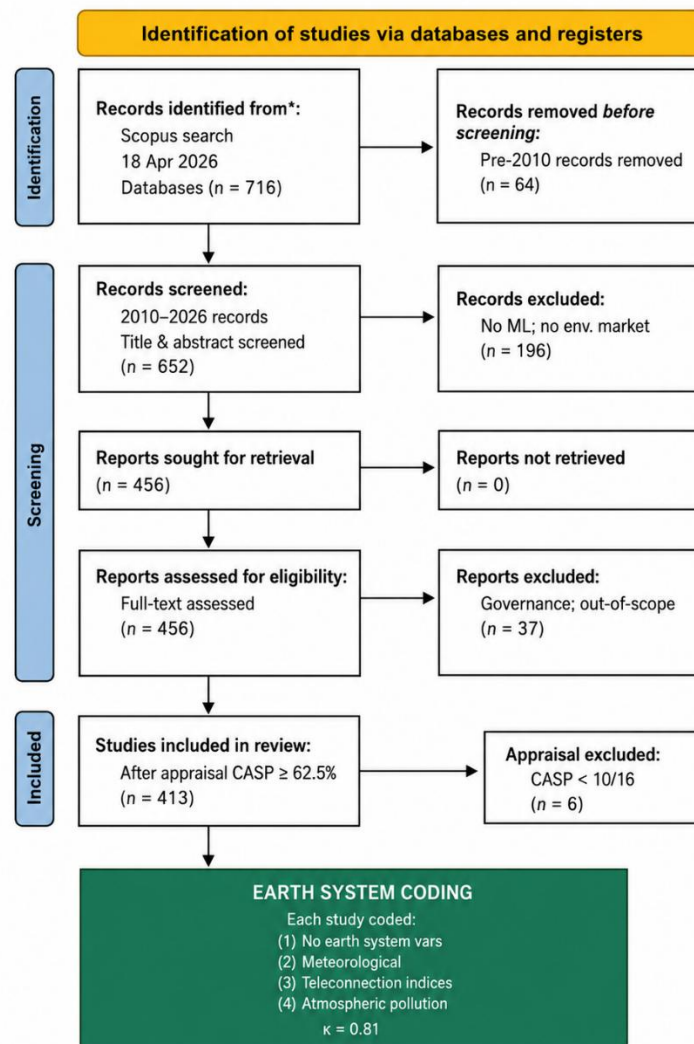 Identification of studies via databases and registers
Identification
Records identified from*:
Scopus search
18 Apr 2026
Databases (n = 716)
Records removed before
screening:
Pre-2010 records removed
(n = 64)
Screening
Records screened:
2010–2026 records
Title & abstract screened
(n = 652)
Records excluded:
No ML; no env. market
(n = 196)
Reports sought for retrieval
(n = 456)
Reports not retrieved
(n = 0)
Reports assessed for eligibility:
Full-text assessed
(n = 456)
Reports excluded:
Governance; out-of-scope
(n = 37)
Included
Studies included in review:
After appraisal CASP ≥ 62.5%
(n = 413)
Appraisal excluded:
CASP < 10/16
(n = 6)
EARTH SYSTEM CODING
Each study coded:
(1) No earth system vars
(2) Meteorological
(3) Teleconnection indices
(4) Atmospheric pollution
κ = 0.81